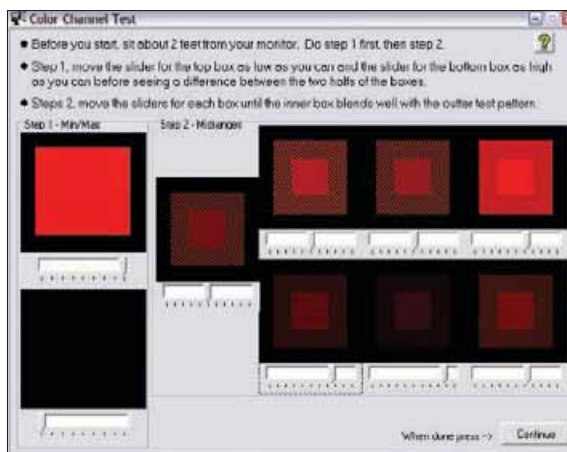 Color Channel Test
• Before you start, sit about 2 feet from your monitor. Do step 1 first, then step 2.
• Step 1, move the slider for the top box as low as you can and the slider for the bottom box as high
as you can before seeing a difference between the two halfs of the boxes.
• Steps 2, move the sliders for each box until the inner box blends well with the outter test pattern.
Step 1 - Min/Max
Step 2 - Midranges
When done press ->
Continue